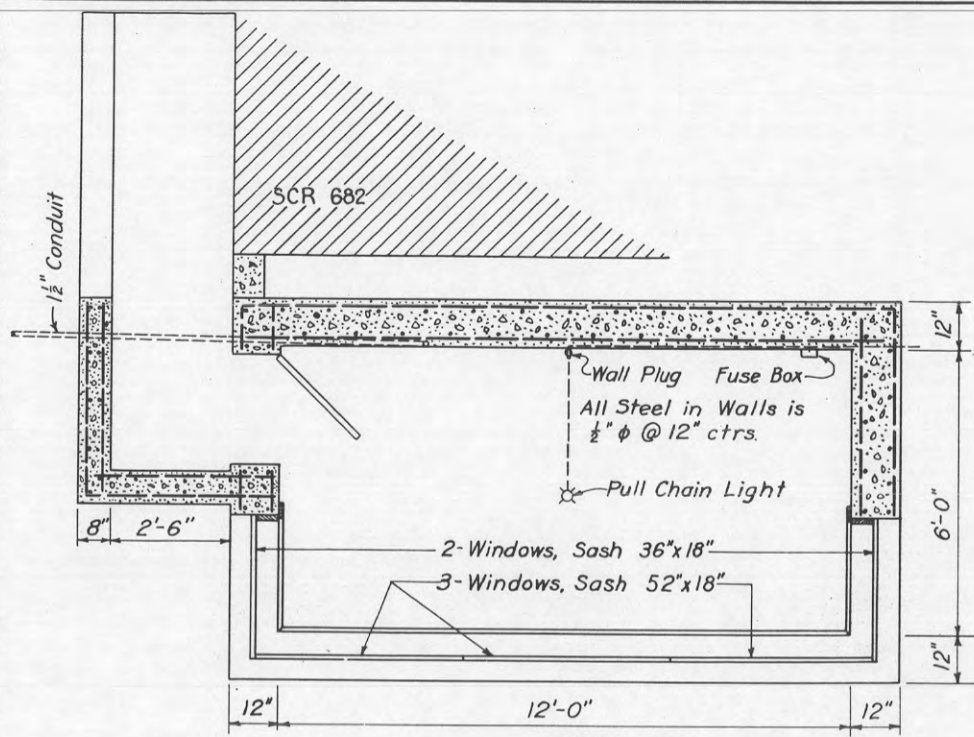 SCR 682
1½" Conduit
12"
Wall Plug
Fuse Box
All Steel in Walls is
½" φ @ 12" ctrs.
Pull Chain Light
6'-0"
8"
2'-6"
2-Windows, Sash 36"x18"
3-Windows, Sash 52"x18"
12"
12"
12'-0"
12"